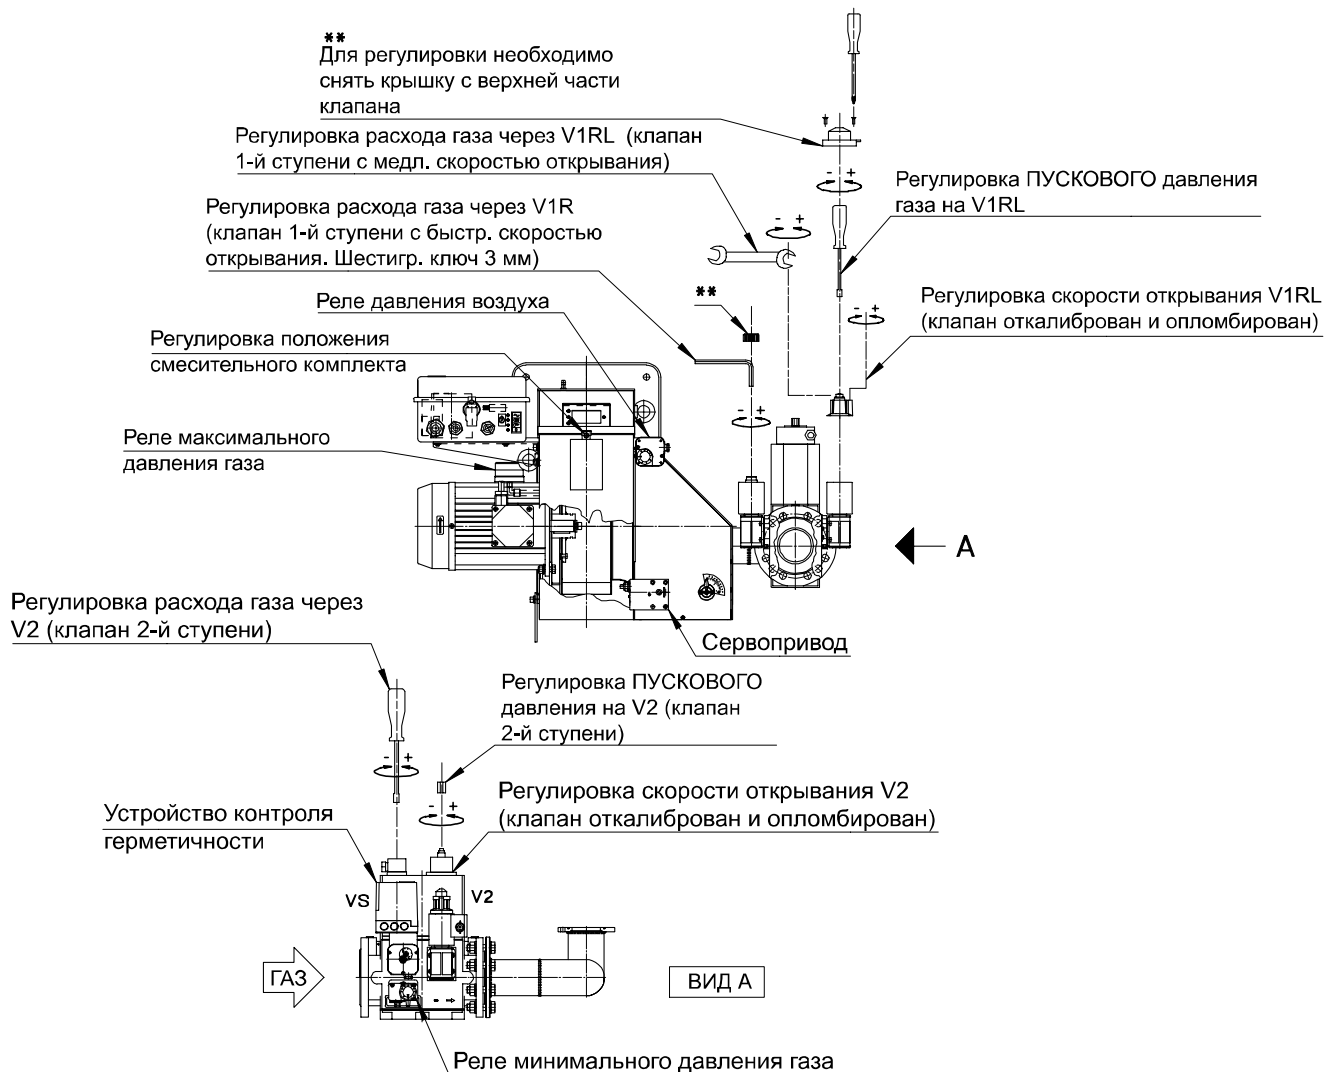 **
Для регулировки необходимо
снять крышку с верхней части
клапана
Регулировка расхода газа через V1RL (клапан
1-й ступени с медл. скоростью открывания)
Регулировка ПУСКОВОГО давления
газа на V1RL
Регулировка расхода газа через V1R
(клапан 1-й ступени с быстр. скоростью
открывания. Шестигр. ключ 3 мм)
- +
- +
**
Реле давления воздуха
Регулировка скорости открывания V1RL
(клапан откалиброван и опломбирован)
- +
Регулировка положения
смесительного комплекта
Реле максимального
давления газа
- +
A
Регулировка расхода газа через
V2 (клапан 2-й ступени)
Сервопривод
Регулировка ПУСКОВОГО
давления на V2 (клапан
2-й ступени)
- +
Регулировка скорости открывания V2
(клапан откалиброван и опломбирован)
- +
Устройство контроля
герметичности
VS
V2
ГАЗ
ВИД А
Реле минимального давления газа